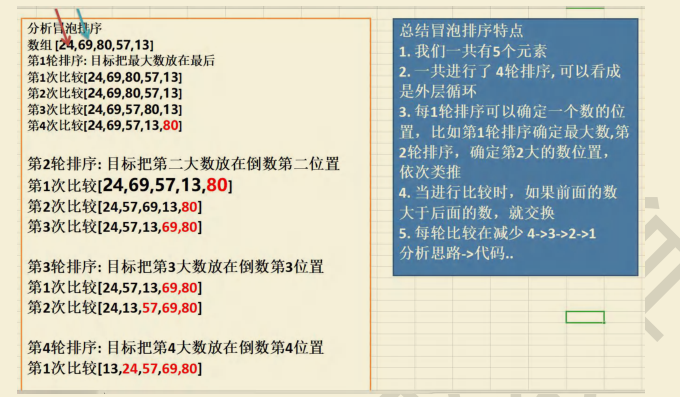 分析冒泡排序
数组 [24,69,80,57,13]
第1轮排序: 目标把最大数放在最后
第1次比较[24,69,80,57,13]
第2次比较[24,69,80,57,13]
第3次比较[24,69,57,80,13]
第4次比较[24,69,57,13,80]
第2轮排序: 目标把第二大数放在倒数第二位置
第1次比较[24,69,57,13,80]
第2次比较[24,57,69,13,80]
第3次比较[24,57,13,69,80]
第3轮排序: 目标把第3大数放在倒数第3位置
第1次比较[24,57,13,69,80]
第2次比较[24,13,57,69,80]
第4轮排序: 目标把第4大数放在倒数第4位置
第1次比较[13,24,57,69,80]
总结冒泡排序特点
1. 我们一共有5个元素
2. 一共进行了 4轮排序, 可以看成
是外层循环
3. 每1轮排序可以确定一个数的位
置，比如第1轮排序确定最大数,第
2轮排序，确定第2大的数位置，
依次类推
4. 当进行比较时，如果前面的数
大于后面的数，就交换
5. 每轮比较在减少 4->3->2->1
分析思路->代码..